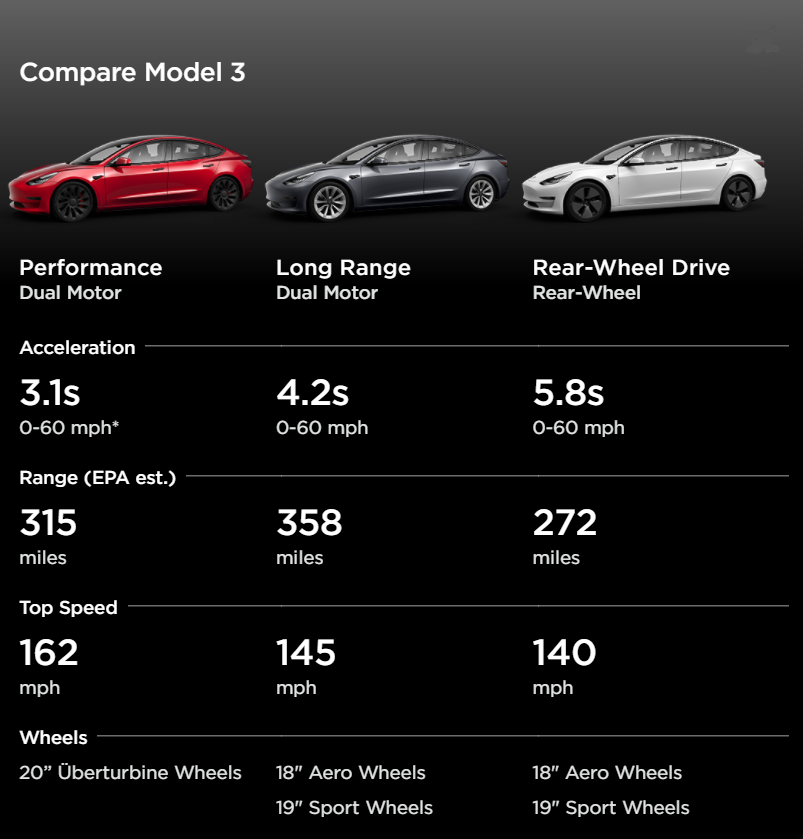 Compare Model 3
Performance Long Range Rear-Wheel Drive
Dual Motor Dual Motor Rear-Wheel
Acceleration
3.1s 4.2s 5.8s
0-60 mph* 0-60 mph 0-60 mph
Range (EPA est.)
315 358 272
miles miles miles
Top Speed
162 145 140
mph mph mph
Wheels
20” Überturbine Wheels 18" Aero Wheels 18" Aero Wheels
19" Sport Wheels 19" Sport Wheels